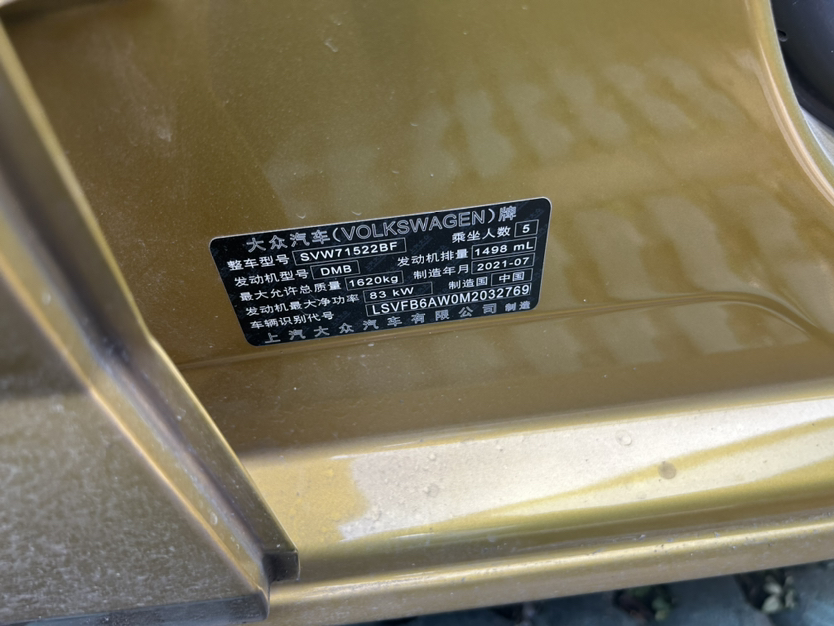 大众汽车(VOLKSWAGEN)牌
整车型号 SVW71522BF 乘坐人数 5
发动机型号 DMB 发动机排量 1498 mL
最大允许总质量 1620kg 制造年月 2021-07
发动机最大净功率 83 kW 制造国 中国
车辆识别代号 LSVFB6AW0M2032769
上汽大众汽车有限公司 制造